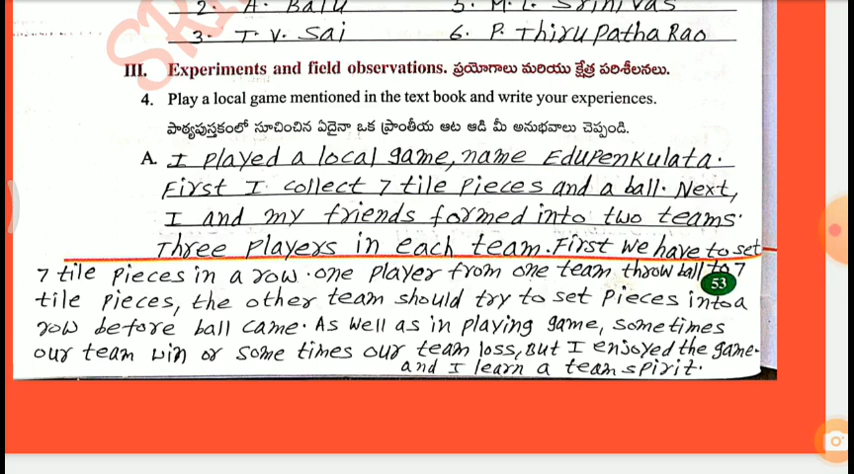 2. A. Balu 5. M. L. Srinivas
3. T. V. Sai 6. P. Thiru Patha Rao
III. Experiments and field observations. ప్రయోగాలు మరియు క్షేత్ర పరిశీలనలు.
4. Play a local game mentioned in the text book and write your experiences.
పాఠ్యపుస్తకంలో సూచించిన ఏదైనా ఒక ప్రాంతీయ ఆట ఆడి మీ అనుభవాలు చెప్పండి.
A. I played a local game, name Edupenkulata.
First I collect 7 tile pieces and a ball. Next,
I and my friends formed into two teams.
Three players in each team. First we have to set
7 tile pieces in a row. one player from one team throw ball to 7
53
tile pieces, the other team should try to set pieces into a
row before ball came. As well as in playing game, sometimes
our team win or some times our team loss, But I enjoyed the game.
and I learn a team spirit.